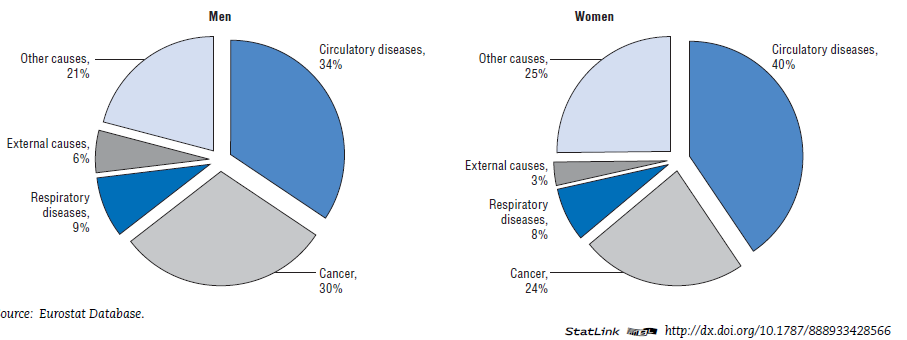 Men
Circulatory diseases,
34%
Other causes,
21%
External causes,
6%
Respiratory
diseases,
9%
Cancer,
30%
Women
Circulatory diseases,
40%
Other causes,
25%
External causes,
3%
Respiratory
diseases,
8%
Cancer,
24%
ource: Eurostat Database.
StatLink http://dx.doi.org/10.1787/888933428566